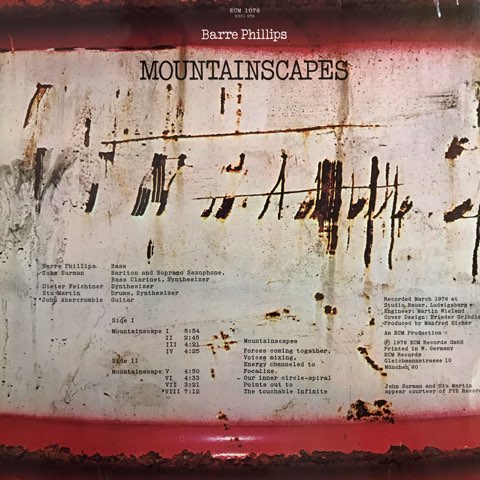 ECM 1076
Barre Phillips
MOUNTAINSCAPES
Barre Phillips Bass
John Surman Bariton and Soprano Saxophone,
Bass Clarinet, Synthesizer
Dieter Feichtner Synthesizer
Stu Martin Drums, Synthesizer
*John Abercrombie Guitar
Side I
Mountainscape I 5:54
II 2:45
III 4:21
IV 4:25
Side II
Mountainscape V 4:50
VI 4:33
VII 3:21
*VIII 7:12
Mountainscapes
Forces coming together,
Voices mixing,
Energy channeled to
Focalize.
Our inner circle-spiral
Points out to
The touchable Infinite
Recorded March 1976 at
Studio Bauer, Ludwigsburg
Engineer: Martin Wieland
Cover Design: Frieder Grindler
Produced by Manfred Eicher
An ECM Production
℗ 1976 ECM Records GmbH
Printed in W. Germany
ECM Records
Gleichmannstrasse 10
München 60
John Surman and Stu Martin
appear courtesy of PYE Record